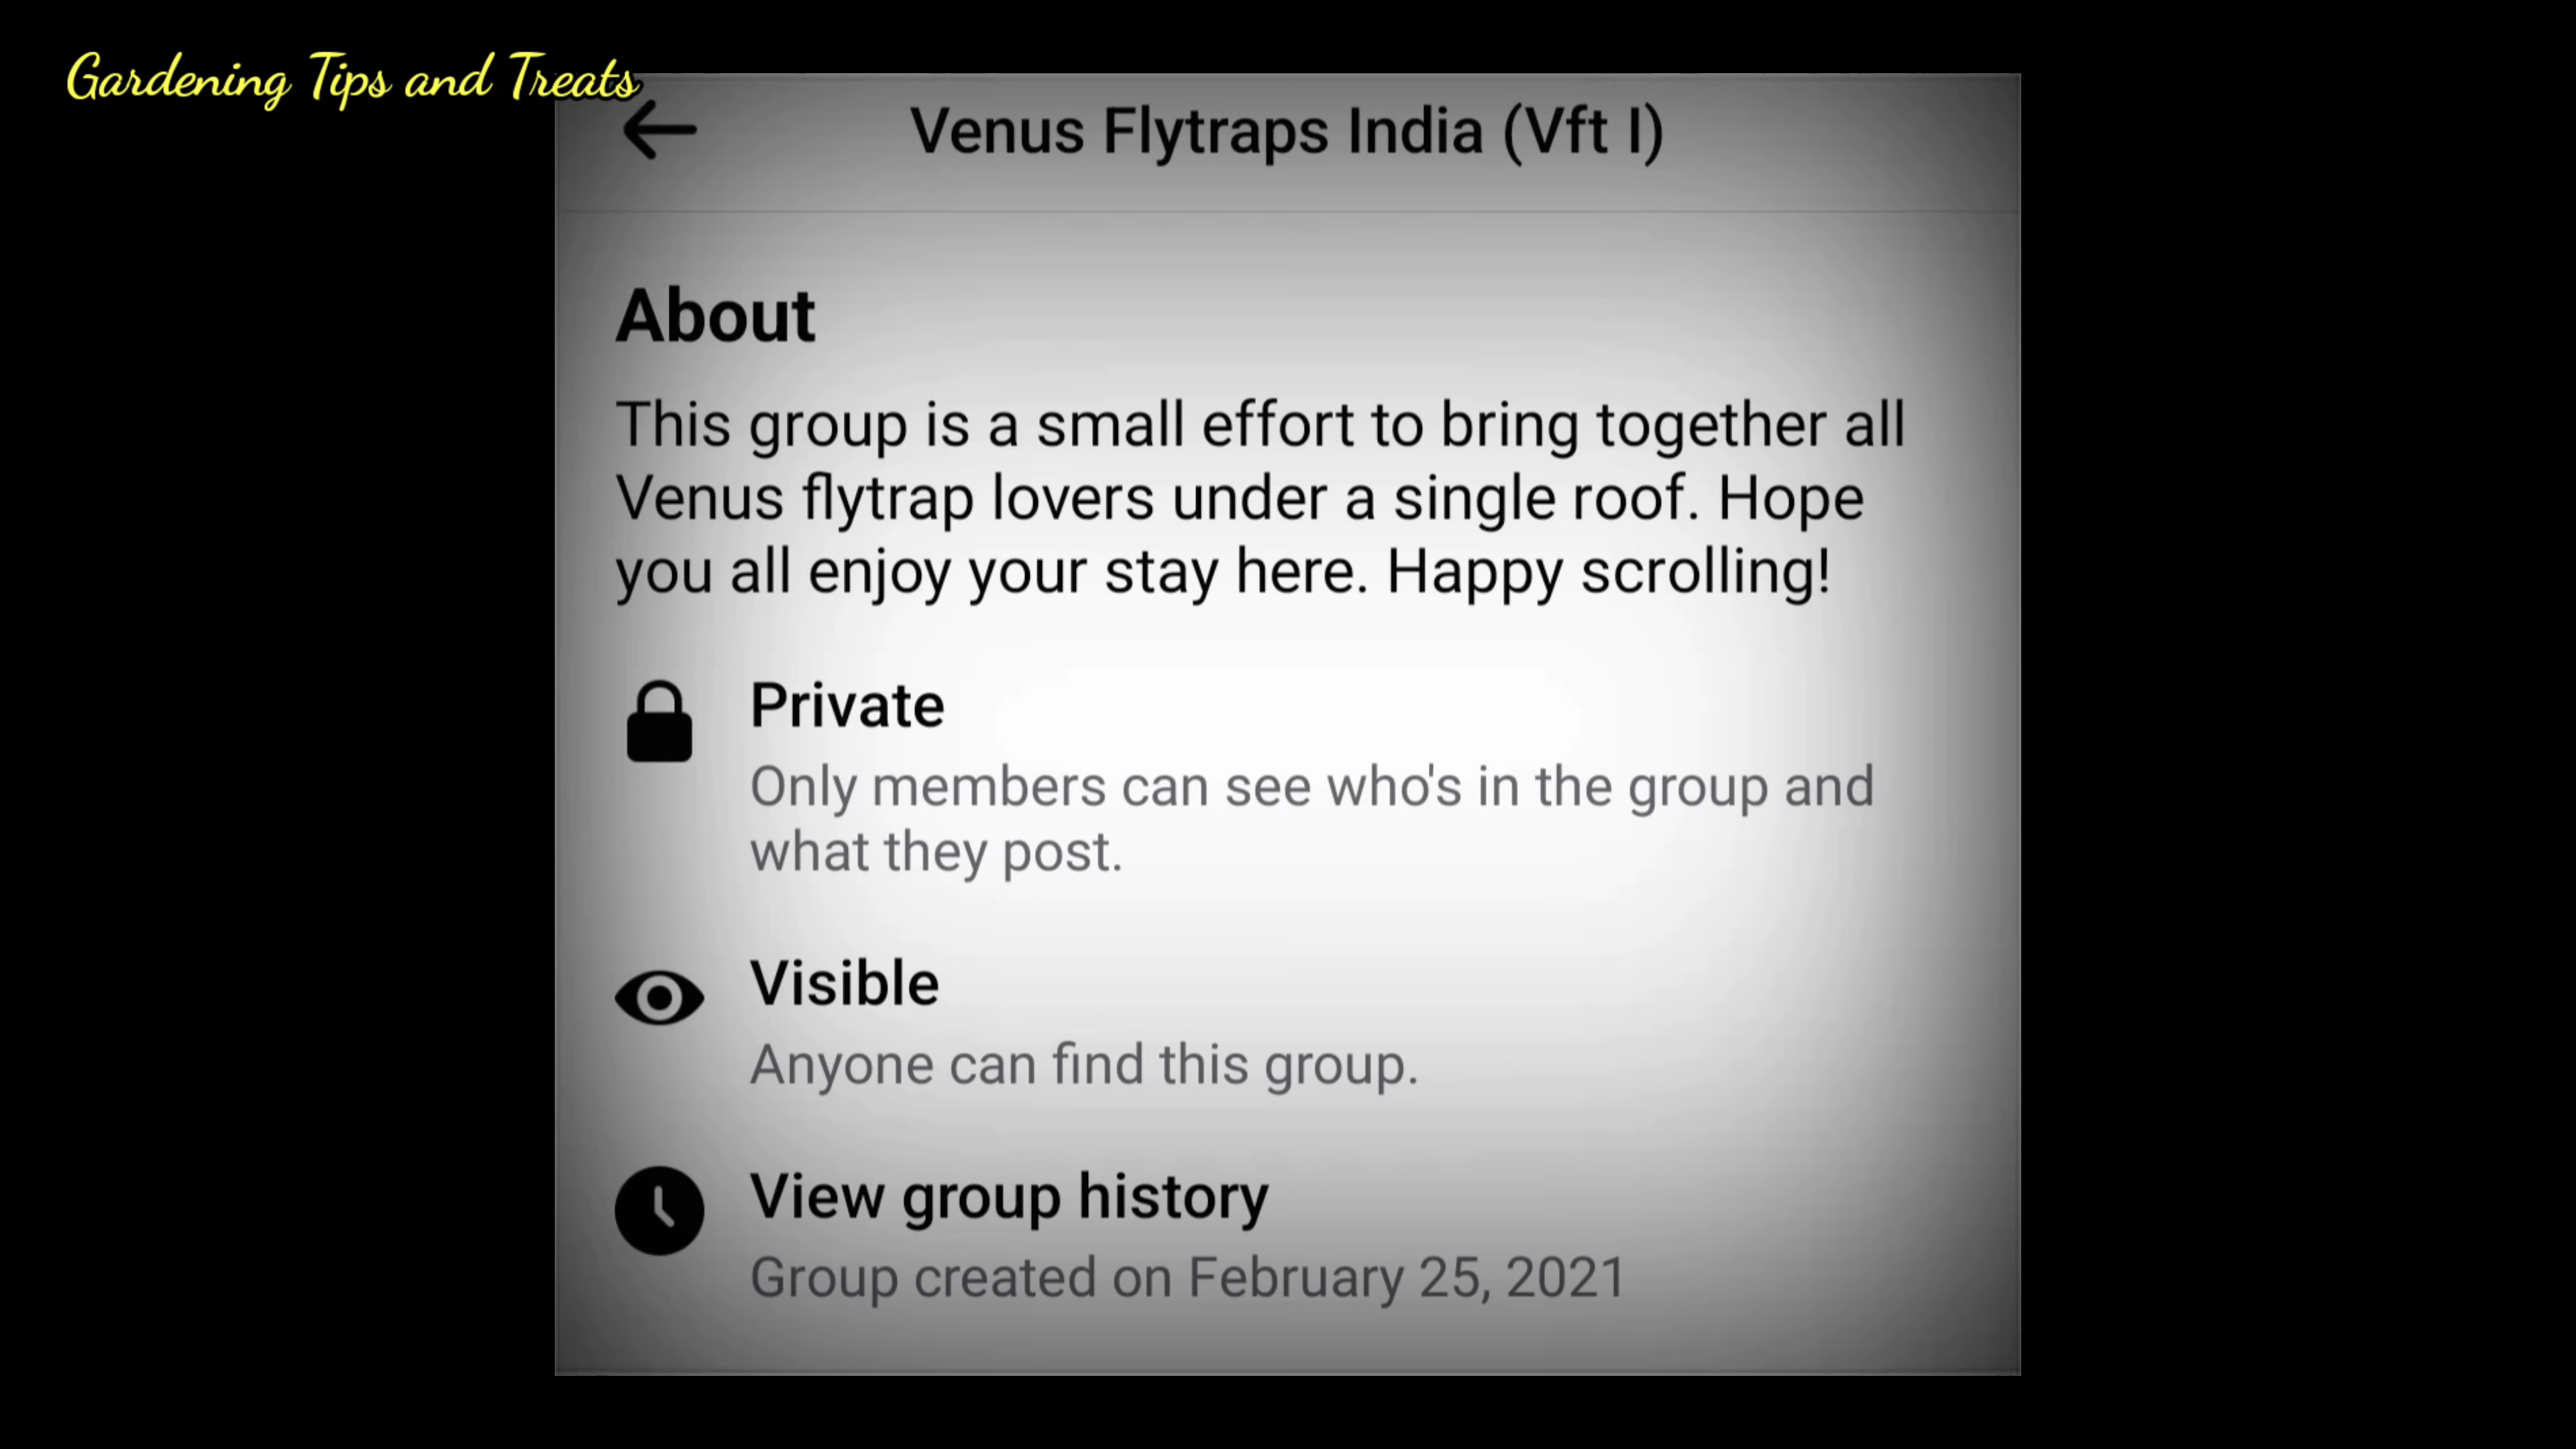 Gardening Tips and Treats
Venus Flytraps India (Vft I)
About
This group is a small effort to bring together all
Venus flytrap lovers under a single roof. Hope
you all enjoy your stay here. Happy scrolling!
Private
Only members can see who's in the group and
what they post.
Visible
Anyone can find this group.
View group history
Group created on February 25, 2021